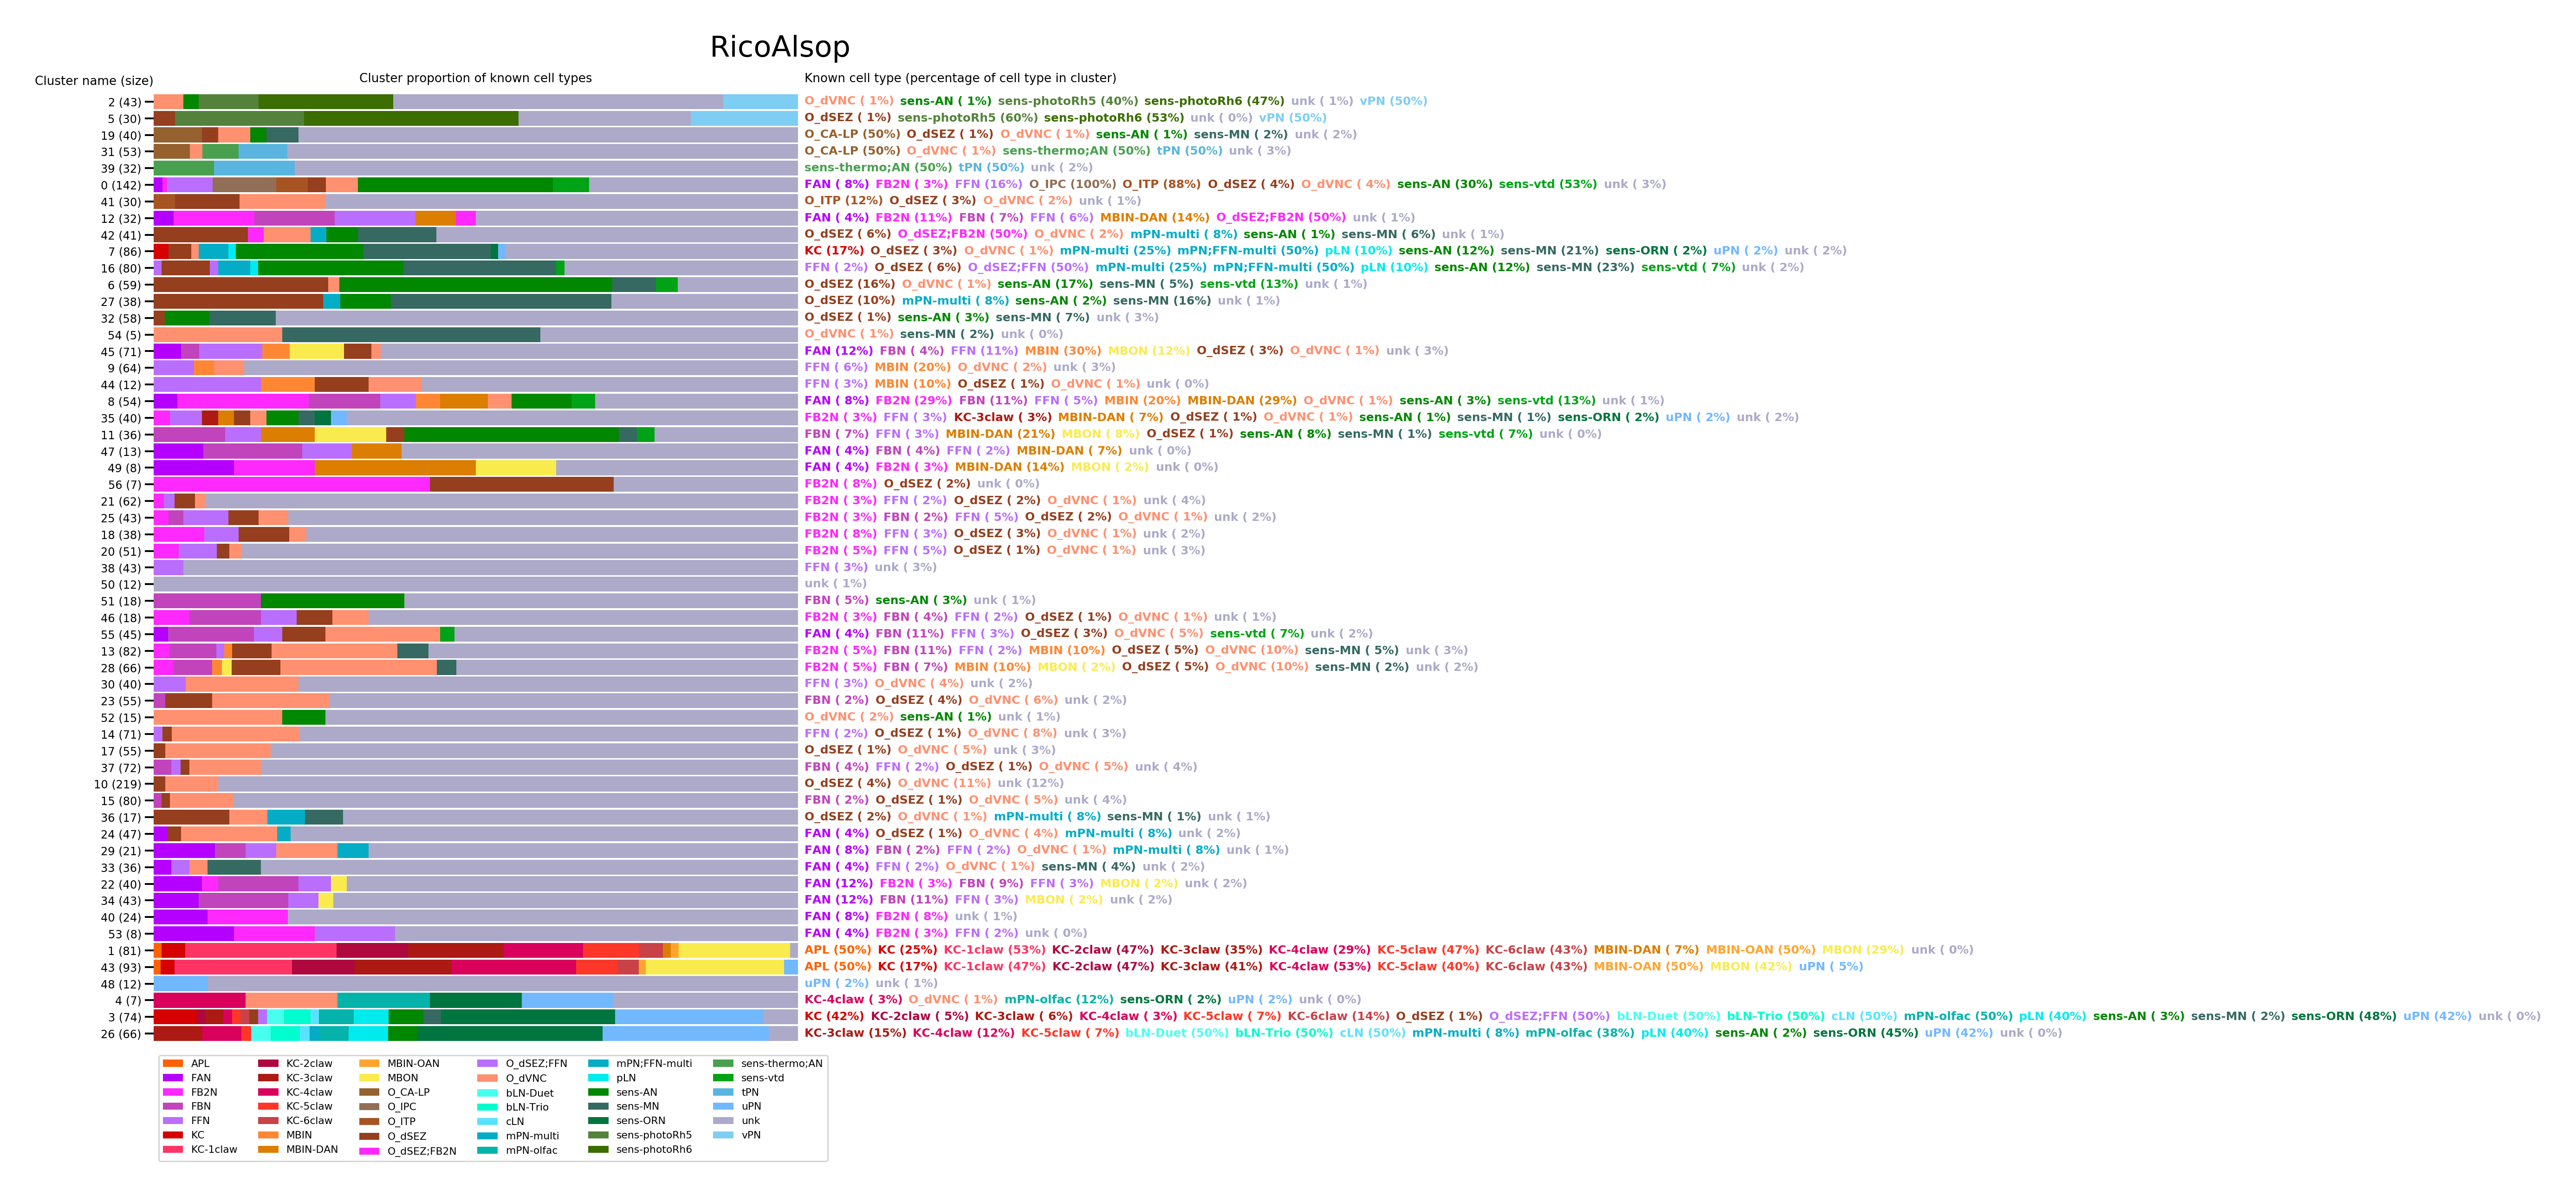 RicoAlsop
Cluster name (size) Cluster proportion of known cell types Known cell type (percentage of cell type in cluster)
2 (43) O_dVNC ( 1%) sens-AN ( 1%) sens-photoRh5 (40%) sens-photoRh6 (47%) unk ( 1%) vPN (50%)
5 (30) O_dSEZ ( 1%) sens-photoRh5 (60%) sens-photoRh6 (53%) unk ( 0%) vPN (50%)
19 (40) O_CA-LP (50%) O_dSEZ ( 1%) O_dVNC ( 1%) sens-AN ( 1%) sens-MN ( 2%) unk ( 2%)
31 (53) O_CA-LP (50%) O_dVNC ( 1%) sens-thermo;AN (50%) tPN (50%) unk ( 3%)
39 (32) sens-thermo;AN (50%) tPN (50%) unk ( 2%)
0 (142) FAN ( 8%) FB2N ( 3%) FFN (16%) O_IPC (100%) O_ITP (88%) O_dSEZ ( 4%) O_dVNC ( 4%) sens-AN (30%) sens-vtd (53%) unk ( 3%)
41 (30) O_ITP (12%) O_dSEZ ( 3%) O_dVNC ( 2%) unk ( 1%)
12 (32) FAN ( 4%) FB2N (11%) FBN ( 7%) FFN ( 6%) MBIN-DAN (14%) O_dSEZ;FB2N (50%) unk ( 1%)
42 (41) O_dSEZ ( 6%) O_dSEZ;FB2N (50%) O_dVNC ( 2%) mPN-multi ( 8%) sens-AN ( 1%) sens-MN ( 6%) unk ( 1%)
7 (86) KC (17%) O_dSEZ ( 3%) O_dVNC ( 1%) mPN-multi (25%) mPN;FFN-multi (50%) pLN (10%) sens-AN (12%) sens-MN (21%) sens-ORN ( 2%) uPN ( 2%) unk ( 2%)
16 (80) FFN ( 2%) O_dSEZ ( 6%) O_dSEZ;FFN (50%) mPN-multi (25%) mPN;FFN-multi (50%) pLN (10%) sens-AN (12%) sens-MN (23%) sens-vtd ( 7%) unk ( 2%)
6 (59) O_dSEZ (16%) O_dVNC ( 1%) sens-AN (17%) sens-MN ( 5%) sens-vtd (13%) unk ( 1%)
27 (38) O_dSEZ (10%) mPN-multi ( 8%) sens-AN ( 2%) sens-MN (16%) unk ( 1%)
32 (58) O_dSEZ ( 1%) sens-AN ( 3%) sens-MN ( 7%) unk ( 3%)
54 (5) O_dVNC ( 1%) sens-MN ( 2%) unk ( 0%)
45 (71) FAN (12%) FBN ( 4%) FFN (11%) MBIN (30%) MBON (12%) O_dSEZ ( 3%) O_dVNC ( 1%) unk ( 3%)
9 (64) FFN ( 6%) MBIN (20%) O_dVNC ( 2%) unk ( 3%)
44 (12) FFN ( 3%) MBIN (10%) O_dSEZ ( 1%) O_dVNC ( 1%) unk ( 0%)
8 (54) FAN ( 8%) FB2N (29%) FBN (11%) FFN ( 5%) MBIN (20%) MBIN-DAN (29%) O_dVNC ( 1%) sens-AN ( 3%) sens-vtd (13%) unk ( 1%)
35 (40) FB2N ( 3%) FFN ( 3%) KC-3claw ( 3%) MBIN-DAN ( 7%) O_dSEZ ( 1%) O_dVNC ( 1%) sens-AN ( 1%) sens-MN ( 1%) sens-ORN ( 2%) uPN ( 2%) unk ( 2%)
11 (36) FBN ( 7%) FFN ( 3%) MBIN-DAN (21%) MBON ( 8%) O_dSEZ ( 1%) sens-AN ( 8%) sens-MN ( 1%) sens-vtd ( 7%) unk ( 0%)
47 (13) FAN ( 4%) FBN ( 4%) FFN ( 2%) MBIN-DAN ( 7%) unk ( 0%)
49 (8) FAN ( 4%) FB2N ( 3%) MBIN-DAN (14%) MBON ( 2%) unk ( 0%)
56 (7) FB2N ( 8%) O_dSEZ ( 2%) unk ( 0%)
21 (62) FB2N ( 3%) FFN ( 2%) O_dSEZ ( 2%) O_dVNC ( 1%) unk ( 4%)
25 (43) FB2N ( 3%) FBN ( 2%) FFN ( 5%) O_dSEZ ( 2%) O_dVNC ( 1%) unk ( 2%)
18 (38) FB2N ( 8%) FFN ( 3%) O_dSEZ ( 3%) O_dVNC ( 1%) unk ( 2%)
20 (51) FB2N ( 5%) FFN ( 5%) O_dSEZ ( 1%) O_dVNC ( 1%) unk ( 3%)
38 (43) FFN ( 3%) unk ( 3%)
50 (12) unk ( 1%)
51 (18) FBN ( 5%) sens-AN ( 3%) unk ( 1%)
46 (18) FB2N ( 3%) FBN ( 4%) FFN ( 2%) O_dSEZ ( 1%) O_dVNC ( 1%) unk ( 1%)
55 (45) FAN ( 4%) FBN (11%) FFN ( 3%) O_dSEZ ( 3%) O_dVNC ( 5%) sens-vtd ( 7%) unk ( 2%)
13 (82) FB2N ( 5%) FBN (11%) FFN ( 2%) MBIN (10%) O_dSEZ ( 5%) O_dVNC (10%) sens-MN ( 5%) unk ( 3%)
28 (66) FB2N ( 5%) FBN ( 7%) MBIN (10%) MBON ( 2%) O_dSEZ ( 5%) O_dVNC (10%) sens-MN ( 2%) unk ( 2%)
30 (40) FFN ( 3%) O_dVNC ( 4%) unk ( 2%)
23 (55) FBN ( 2%) O_dSEZ ( 4%) O_dVNC ( 6%) unk ( 2%)
52 (15) O_dVNC ( 2%) sens-AN ( 1%) unk ( 1%)
14 (71) FFN ( 2%) O_dSEZ ( 1%) O_dVNC ( 8%) unk ( 3%)
17 (55) O_dSEZ ( 1%) O_dVNC ( 5%) unk ( 3%)
37 (72) FBN ( 4%) FFN ( 2%) O_dSEZ ( 1%) O_dVNC ( 5%) unk ( 4%)
10 (219) O_dSEZ ( 4%) O_dVNC (11%) unk (12%)
15 (80) FBN ( 2%) O_dSEZ ( 1%) O_dVNC ( 5%) unk ( 4%)
36 (17) O_dSEZ ( 2%) O_dVNC ( 1%) mPN-multi ( 8%) sens-MN ( 1%) unk ( 1%)
24 (47) FAN ( 4%) O_dSEZ ( 1%) O_dVNC ( 4%) mPN-multi ( 8%) unk ( 2%)
29 (21) FAN ( 8%) FBN ( 2%) FFN ( 2%) O_dVNC ( 1%) mPN-multi ( 8%) unk ( 1%)
33 (36) FAN ( 4%) FFN ( 2%) O_dVNC ( 1%) sens-MN ( 4%) unk ( 2%)
22 (40) FAN (12%) FB2N ( 3%) FBN ( 9%) FFN ( 3%) MBON ( 2%) unk ( 2%)
34 (43) FAN (12%) FBN (11%) FFN ( 3%) MBON ( 2%) unk ( 2%)
40 (24) FAN ( 8%) FB2N ( 8%) unk ( 1%)
53 (8) FAN ( 4%) FB2N ( 3%) FFN ( 2%) unk ( 0%)
1 (81) APL (50%) KC (25%) KC-1claw (53%) KC-2claw (47%) KC-3claw (35%) KC-4claw (29%) KC-5claw (47%) KC-6claw (43%) MBIN-DAN ( 7%) MBIN-OAN (50%) MBON (29%) unk ( 0%)
43 (93) APL (50%) KC (17%) KC-1claw (47%) KC-2claw (47%) KC-3claw (41%) KC-4claw (53%) KC-5claw (40%) KC-6claw (43%) MBIN-OAN (50%) MBON (42%) uPN ( 5%)
48 (12) uPN ( 2%) unk ( 1%)
4 (7) KC-4claw ( 3%) O_dVNC ( 1%) mPN-olfac (12%) sens-ORN ( 2%) uPN ( 2%) unk ( 0%)
3 (74) KC (42%) KC-2claw ( 5%) KC-3claw ( 6%) KC-4claw ( 3%) KC-5claw ( 7%) KC-6claw (14%) O_dSEZ ( 1%) O_dSEZ;FFN (50%) bLN-Duet (50%) bLN-Trio (50%) cLN (50%) mPN-olfac (50%) pLN (40%) sens-AN ( 3%) sens-MN ( 2%) sens-ORN (48%) uPN (42%) unk ( 0%)
26 (66) KC-3claw (15%) KC-4claw (12%) KC-5claw ( 7%) bLN-Duet (50%) bLN-Trio (50%) cLN (50%) mPN-multi ( 8%) mPN-olfac (38%) pLN (40%) sens-AN ( 2%) sens-ORN (45%) uPN (42%) unk ( 0%)
APL KC-2claw MBIN-OAN O_dSEZ;FFN mPN;FFN-multi sens-thermo;AN
FAN KC-3claw MBON O_dVNC pLN sens-vtd
FB2N KC-4claw O_CA-LP bLN-Duet sens-AN tPN
FBN KC-5claw O_IPC bLN-Trio sens-MN uPN
FFN KC-6claw O_ITP cLN sens-ORN unk
KC MBIN O_dSEZ mPN-multi sens-photoRh5 vPN
KC-1claw MBIN-DAN O_dSEZ;FB2N mPN-olfac sens-photoRh6